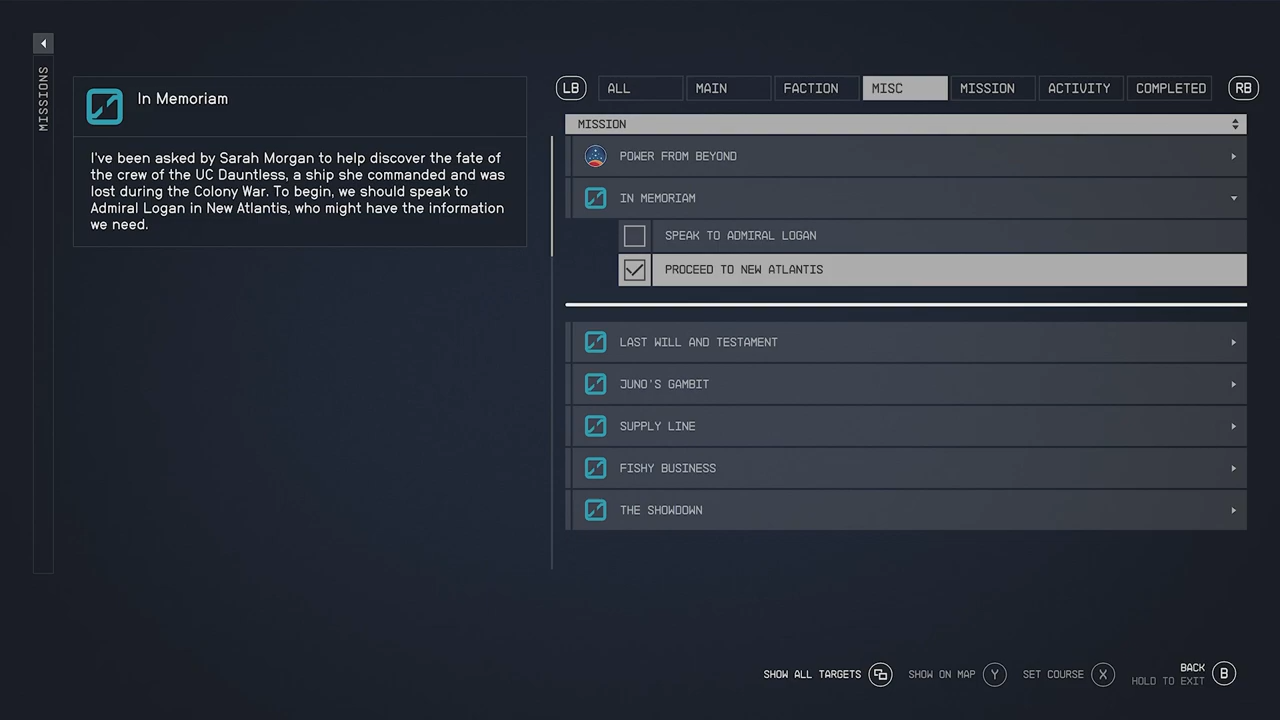 MISSIONS
In Memoriam
I've been asked by Sarah Morgan to help discover the fate of
the crew of the UC Dauntless, a ship she commanded and was
lost during the Colony War. To begin, we should speak to
Admiral Logan in New Atlantis, who might have the information
we need.
LB ALL MAIN FACTION MISC MISSION ACTIVITY COMPLETED RB
MISSION
POWER FROM BEYOND
IN MEMORIAM
SPEAK TO ADMIRAL LOGAN
PROCEED TO NEW ATLANTIS
LAST WILL AND TESTAMENT
JUNO'S GAMBIT
SUPPLY LINE
FISHY BUSINESS
THE SHOWDOWN
SHOW ALL TARGETS SHOW ON MAP Y SET COURSE X BACK B
HOLD TO EXIT